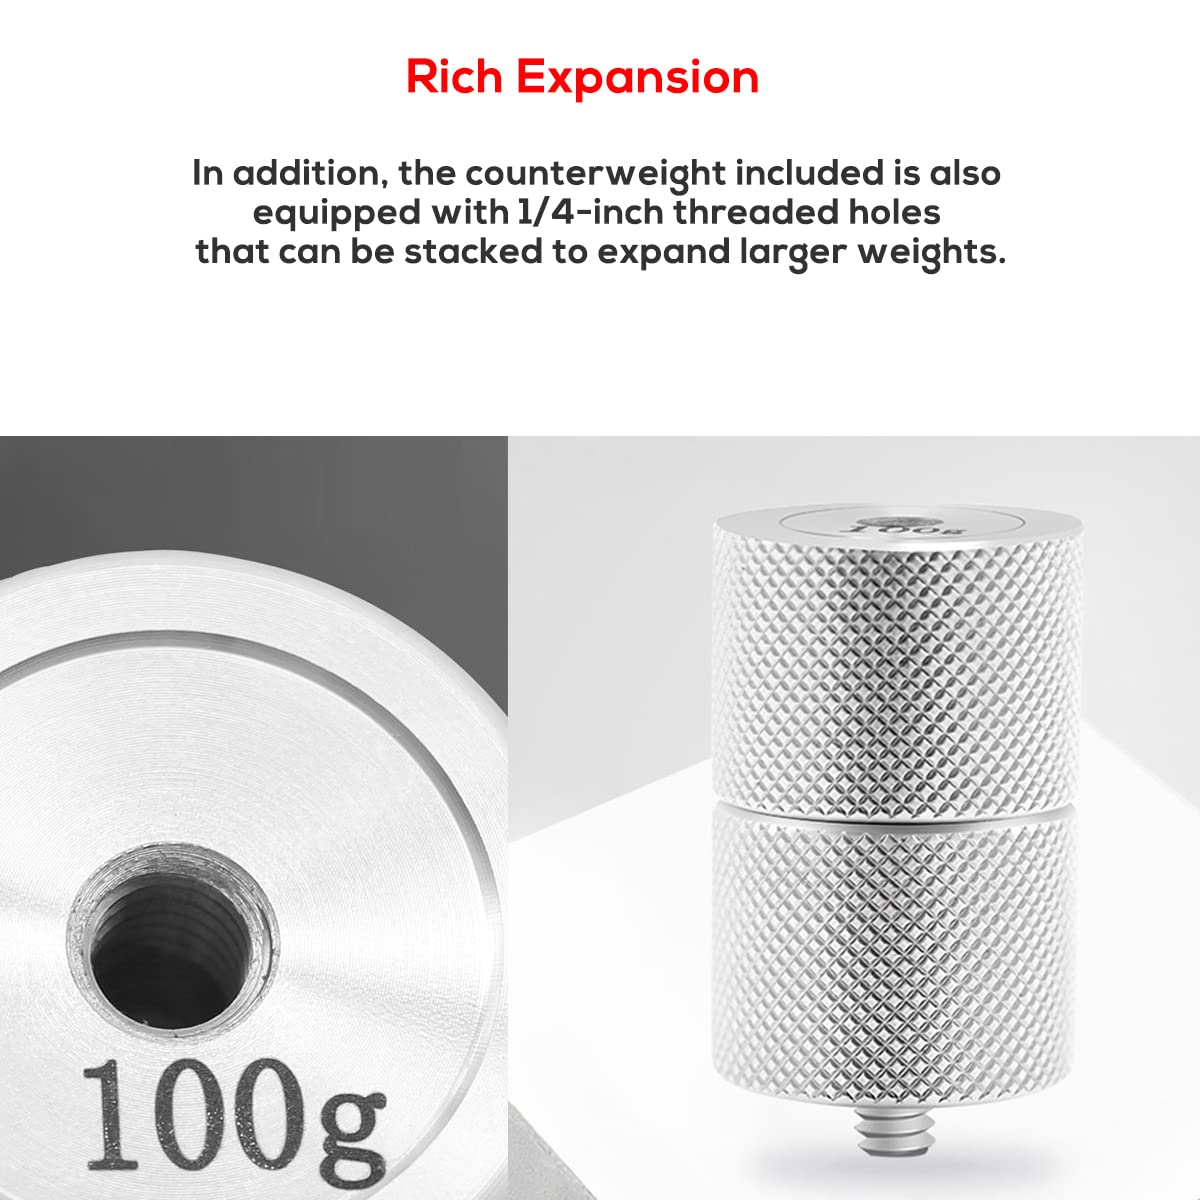 Rich Expansion
In addition, the counterweight included is also
equipped with 1/4-inch threaded holes
that can be stacked to expand larger weights.
100g
100g